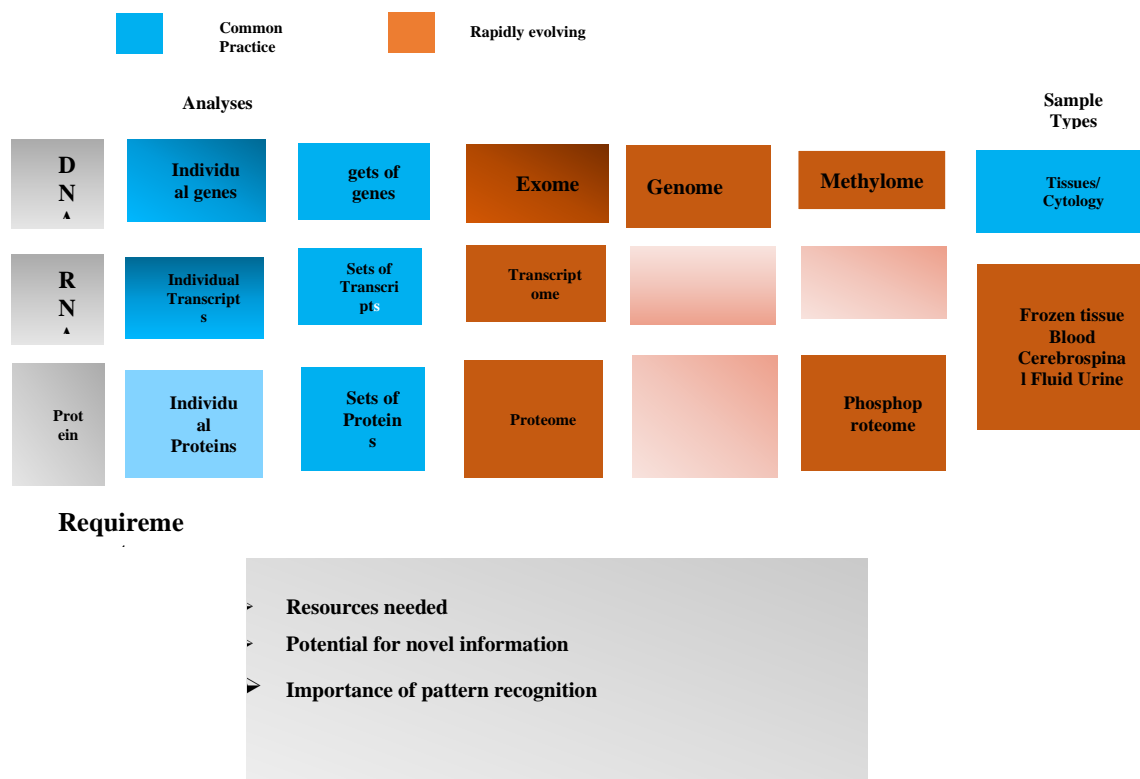 Common
Practice
Rapidly evolving
Analyses
Sample
Types
D
N
Individu
al genes
gets of
genes
Exome
Genome
Methylome
Tissues/
Cytology
R
N
Individual
Transcript
s
Sets of
Transcri
pts
Transcript
ome
Frozen tissue
Blood
Cerebrospina
l Fluid Urine
Prot
ein
Individu
al
Proteins
Sets of
Protein
s
Proteome
Phosphop
roteome
Requireme
➢ Resources needed
➢ Potential for novel information
➢ Importance of pattern recognition